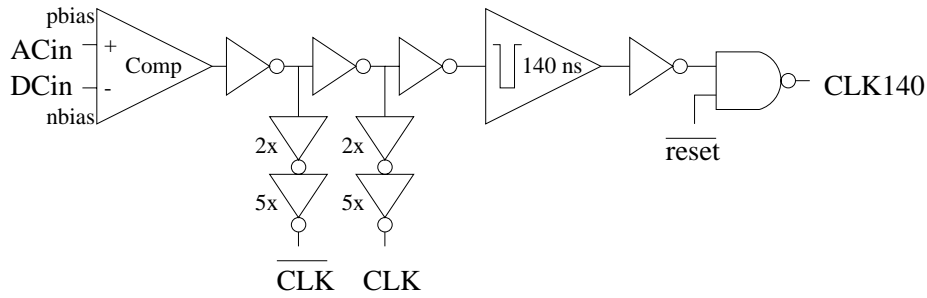 pbias
ACin
+
Comp
DCin
-
nbias
140 ns
CLK140
reset
2x
2x
5x
5x
CLK
CLK